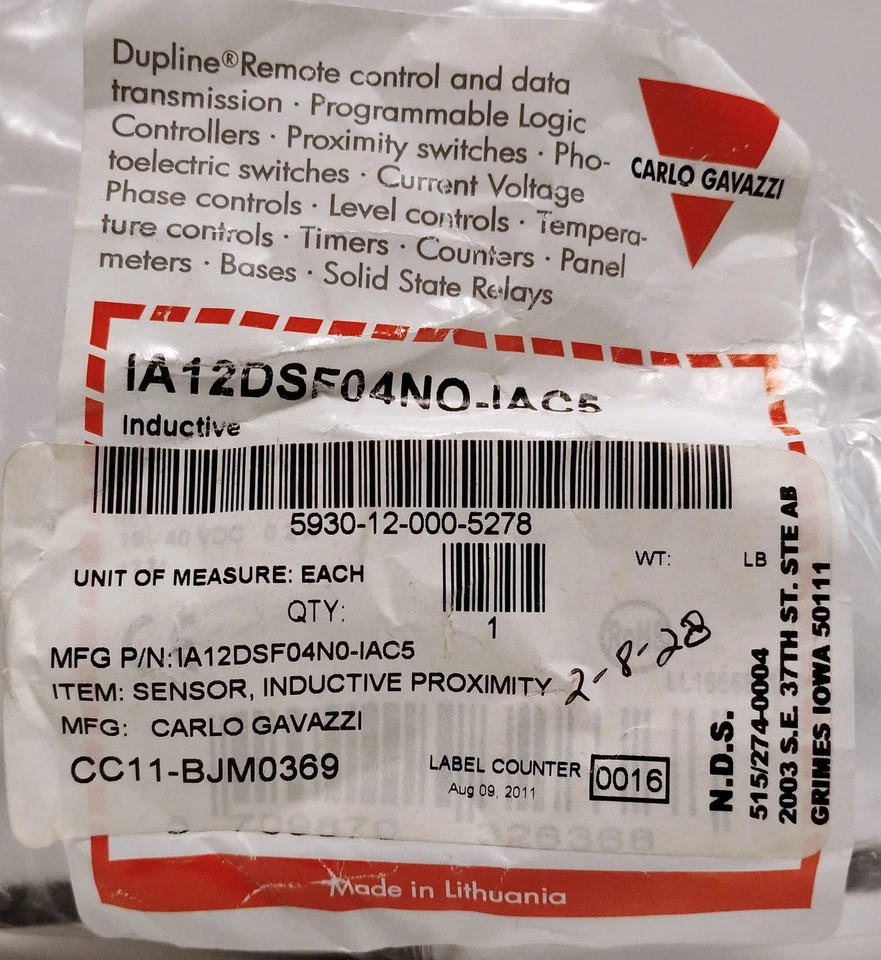 Dupline®Remote control and data
transmission · Programmable Logic
Controllers · Proximity switches · Pho-
toelectric switches · Current Voltage
Phase controls · Level controls · Tempera-
ture controls · Timers · Counters · Panel
meters · Bases · Solid State Relays
CARLO GAVAZZI
IA12DSF04NO-IAC5
Inductive
5930-12-000-5278
10-40 VDC
UNIT OF MEASURE: EACH
WT: LB
QTY:
1
MFG P/N:IA12DSF04N0-IAC5
ITEM: SENSOR, INDUCTIVE PROXIMITY
2-8-28
MFG: CARLO GAVAZZI
CC11-BJM0369
LABEL COUNTER 0016
Aug 09, 2011
N.D.S.
515/274-0004
2003 S.E. 37TH ST. STE AB
GRIMES IOWA 50111
Made in Lithuania